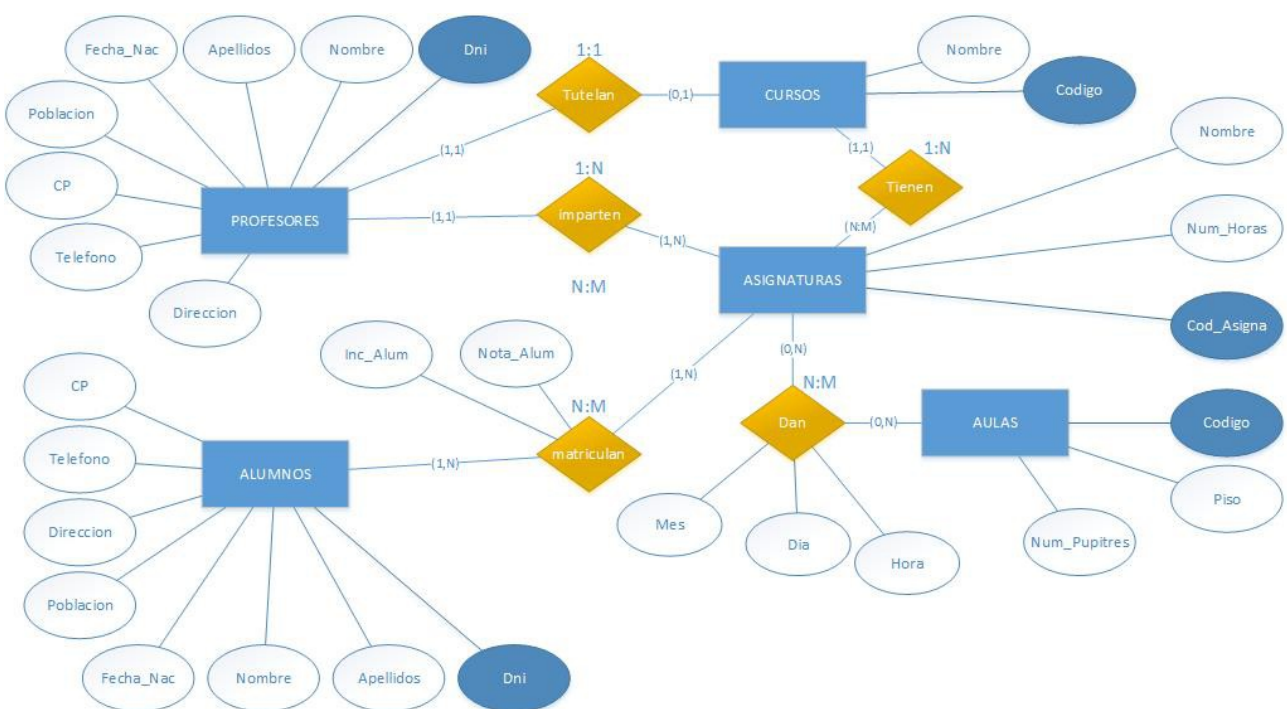 Fecha_Nac
Apellidos
Nombre
Dni
1:1
Tutelan
(0,1)
CURSOS
Nombre
Codigo
Poblacion
(1,1)
(1,1)
1:N
Nombre
CP
1:N
Tienen
PROFESORES
(1,1)
imparten
(N:M)
Num_Horas
Telefono
(1,N)
ASIGNATURAS
N:M
Direccion
Cod_Asigna
Inc_Alum
Nota_Alum
(0,N)
(1,N)
CP
N:M
N:M
Dan
(0,N)
AULAS
Codigo
Telefono
ALUMNOS
(1,N)
matriculan
Piso
Direccion
Mes
Dia
Num_Pupitres
Hora
Poblacion
Fecha_Nac
Nombre
Apellidos
Dni